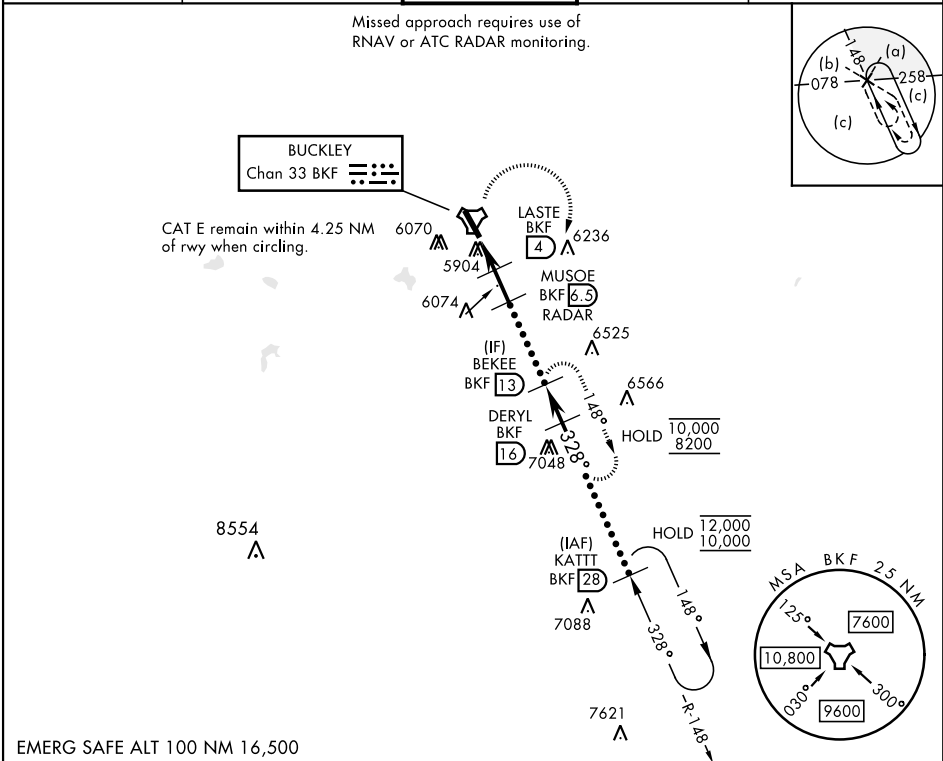 Missed approach requires use of
RNAV or ATC RADAR monitoring.
148
(a)
(b)
078
258
(c)
(c)
BUCKLEY
Chan 33 BKF
CAT E remain within 4.25 NM
of rwy when circling.
6070
5904
LASTE
BKF
4
6236
MUSOE
BKF 6.5
RADAR
6074
6525
(IF)
BEKEE
BKF 13
6566
148°
DERYL
BKF
16
7048
328°
HOLD 10,000
8200
8554
HOLD 12,000
10,000
(IAF)
KATTT
BKF 28
7088
148°
328°
R-148
7621
MSA BKF 25 NM
125°
7600
10,800
030°
300°
9600
EMERG SAFE ALT 100 NM 16,500